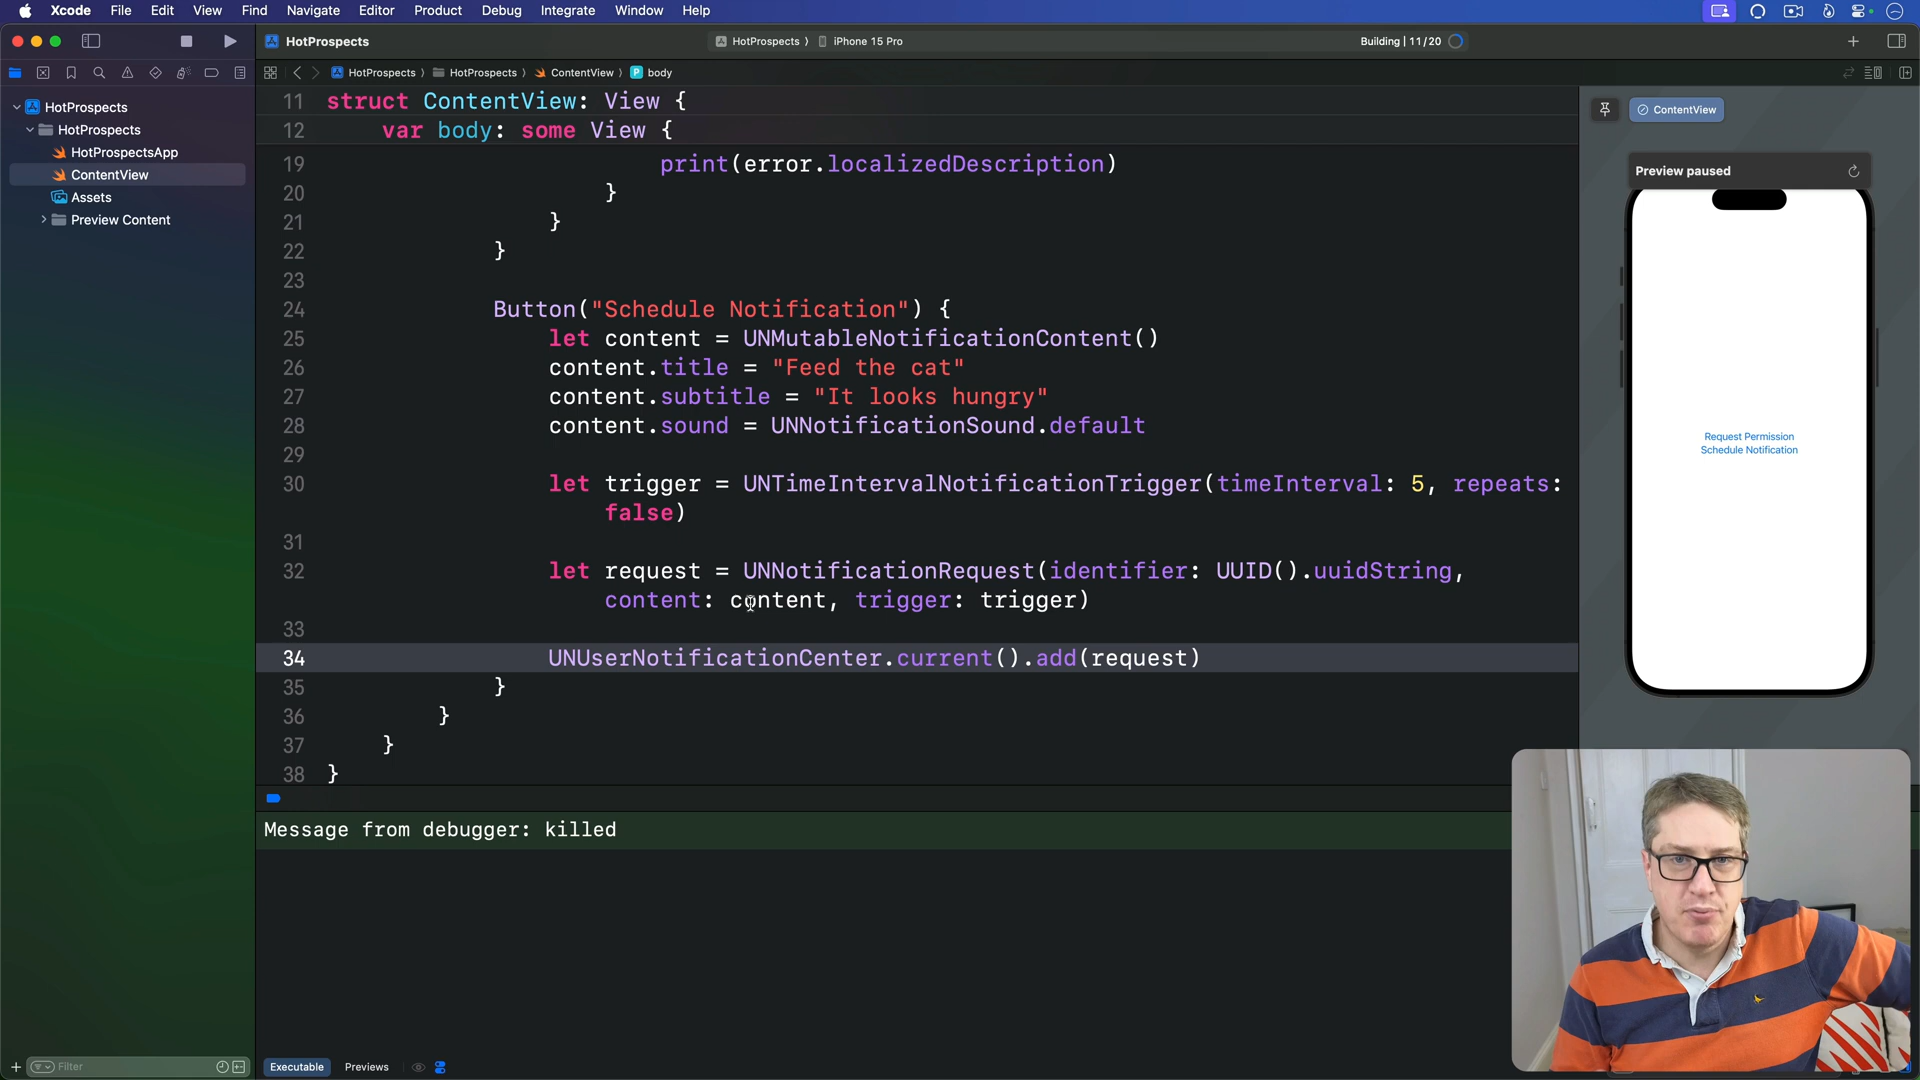 Xcode File Edit View Find Navigate Editor Product Debug Integrate Window Help
HotProspects
HotProspects 〉 iPhone 15 Pro
Building | 11/20
HotProspects 〉 HotProspects 〉 ContentView 〉 P body
HotProspects
HotProspects
HotProspectsApp
ContentView
Assets
Preview Content
11 struct ContentView: View {
12 var body: some View {
19 print(error.localizedDescription)
20 }
21 }
22 }
23
24 Button("Schedule Notification") {
25 let content = UNMutableNotificationContent()
26 content.title = "Feed the cat"
27 content.subtitle = "It looks hungry"
28 content.sound = UNNotificationSound.default
29
30 let trigger = UNTimeIntervalNotificationTrigger(timeInterval: 5, repeats:
false)
31
32 let request = UNNotificationRequest(identifier: UUID().uuidString,
content: content, trigger: trigger)
33
34 UNUserNotificationCenter.current().add(request)
35 }
36 }
37 }
38 }
ContentView
Preview paused
Request Permission
Schedule Notification
Message from debugger: killed
Filter
Executable Previews